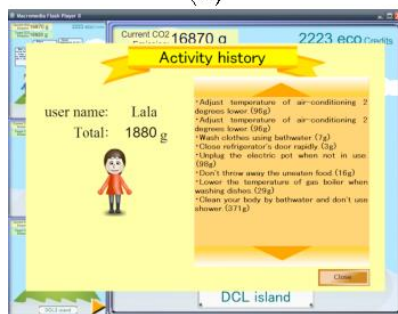 Macromedia Flash Player 8
Current CO2
16870 g
2223 eco Credits
Activity history
user name: Lala
Total: 1880 g
•Adjust temperature of air-conditioning 2
degrees lower (96g)
•Adjust temperature of air-conditioning 2
degrees lower (96g)
•Wash clothes using bathwater (7g)
•Close refrigerator's door rapidly (3g)
•Unplug the electric pot when not in use
(98g)
•Don't throw away the uneaten food (16g)
•Lower the temperature of gas boiler when
washing dishes (29g)
•Clean your body by bathwater and don't use
shower (371g)
Close
DCL island